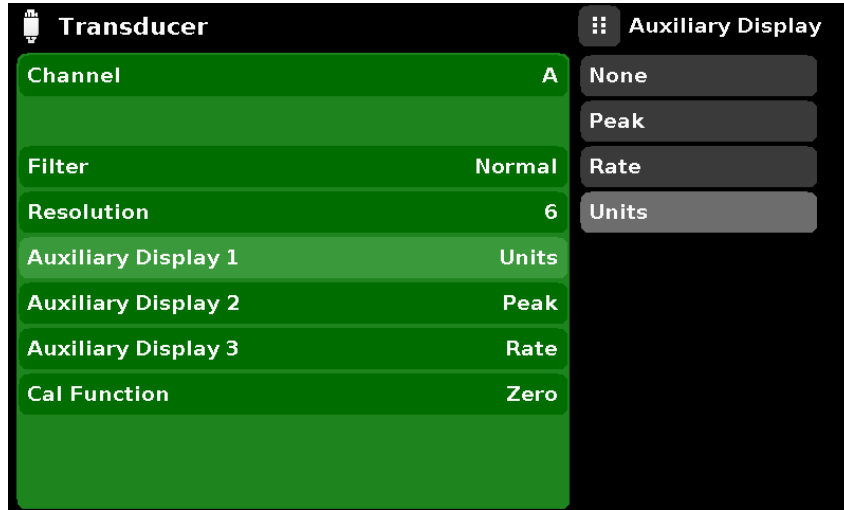 Transducer
Channel A
Filter Normal
Resolution 6
Auxiliary Display 1 Units
Auxiliary Display 2 Peak
Auxiliary Display 3 Rate
Cal Function Zero
Auxiliary Display
None
Peak
Rate
Units